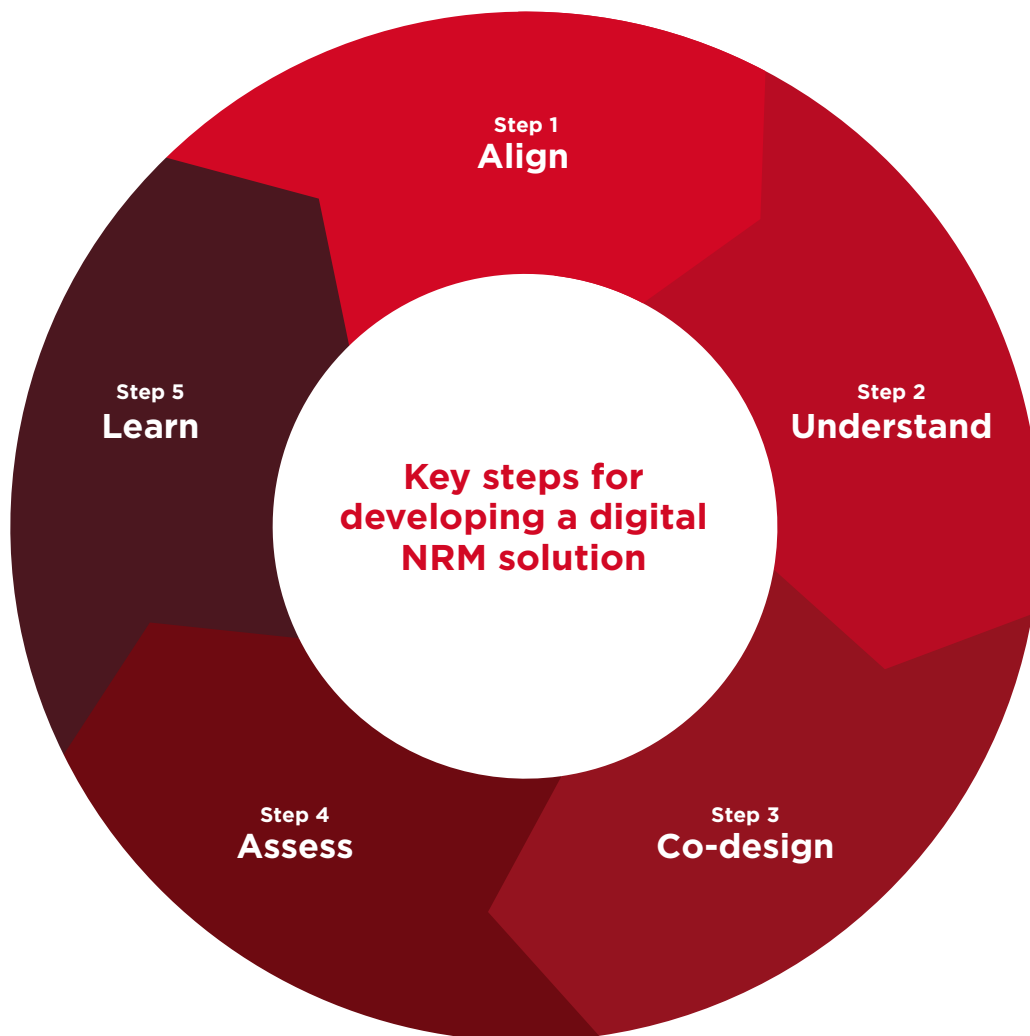 Step 1
Align
Step 2
Understand
Step 3
Co-design
Step 4
Assess
Step 5
Learn
Key steps for
developing a digital
NRM solution